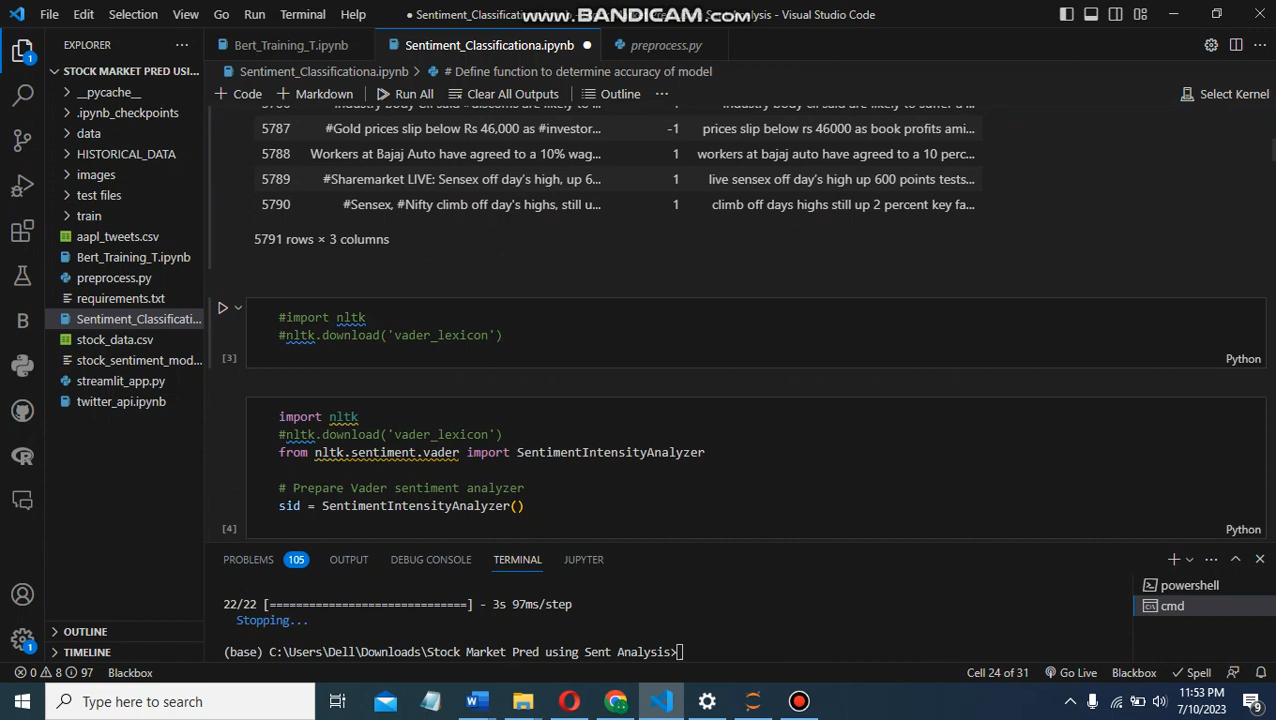 File Edit Selection View Go Run Terminal Help
● Sentiment_Classificationa.ipynb - Stock Market Pred using Sent Analysis - Visual Studio Code
www.BANDICAM.com
EXPLORER
STOCK MARKET PRED USI...
__pycache__
.ipynb_checkpoints
data
HISTORICAL_DATA
images
test files
train
aapl_tweets.csv
Bert_Training_T.ipynb
preprocess.py
requirements.txt
Sentiment_Classificati...
stock_data.csv
stock_sentiment_mod...
streamlit_app.py
twitter_api.ipynb
OUTLINE
TIMELINE
Bert_Training_T.ipynb Sentiment_Classificationa.ipynb ● preprocess.py
Sentiment_Classificationa.ipynb > # Define function to determine accuracy of model
+ Code + Markdown Run All Clear All Outputs Outline ...
Select Kernel
5787 #Gold prices slip below Rs 46,000 as #investor... -1 prices slip below rs 46000 as book profits ami...
5788 Workers at Bajaj Auto have agreed to a 10% wag... 1 workers at bajaj auto have agreed to a 10 perc...
5789 #Sharemarket LIVE: Sensex off day's high, up 6... 1 live sensex off day's high up 600 points tests...
5790 #Sensex, #Nifty climb off day's highs, still u... 1 climb off days highs still up 2 percent key fa...
5791 rows × 3 columns
#import nltk
#nltk.download('vader_lexicon')
[3]
Python
import nltk
#nltk.download('vader_lexicon')
from nltk.sentiment.vader import SentimentIntensityAnalyzer
# Prepare Vader sentiment analyzer
sid = SentimentIntensityAnalyzer()
[4]
Python
PROBLEMS 105 OUTPUT DEBUG CONSOLE TERMINAL JUPYTER
22/22 [==============================] - 3s 97ms/step
Stopping...
(base) C:\Users\Dell\Downloads\Stock Market Pred using Sent Analysis>
powershell
cmd
0 8 97 Blackbox
Cell 24 of 31 Go Live Blackbox Spell
Type here to search
11:53 PM
7/10/2023